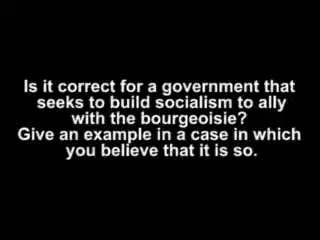 Is it correct for a government that
seeks to build socialism to ally
with the bourgeoisie?
Give an example in a case in which
you believe that it is so.